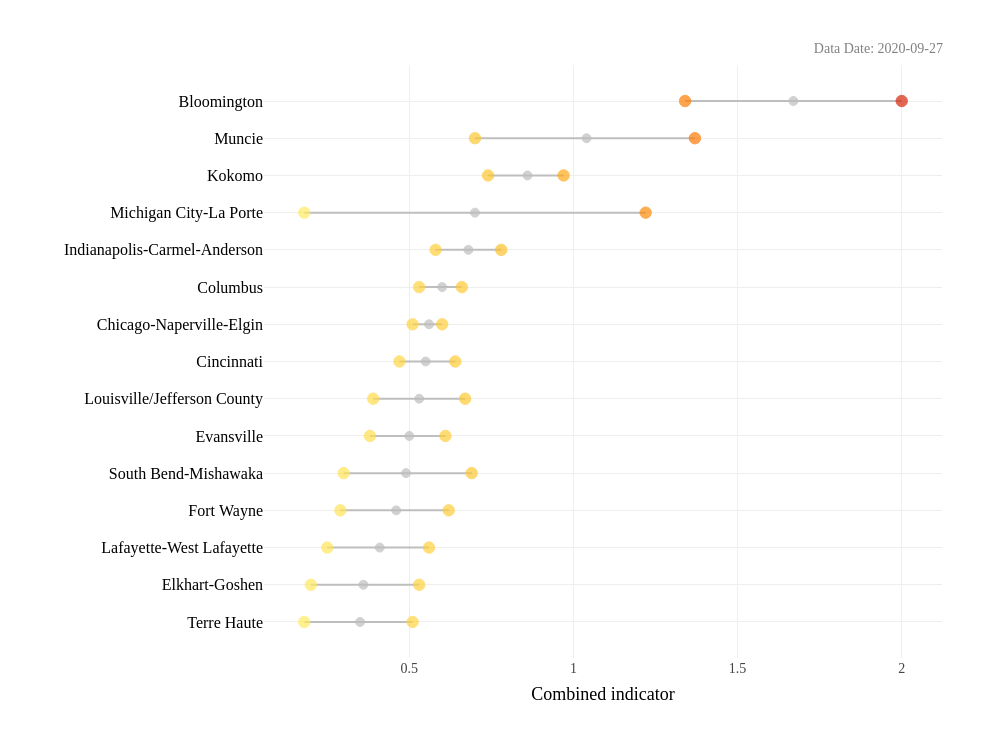 Data Date: 2020-09-27
Bloomington
Muncie
Kokomo
Michigan City-La Porte
Indianapolis-Carmel-Anderson
Columbus
Chicago-Naperville-Elgin
Cincinnati
Louisville/Jefferson County
Evansville
South Bend-Mishawaka
Fort Wayne
Lafayette-West Lafayette
Elkhart-Goshen
Terre Haute
0.5 1 1.5 2
Combined indicator